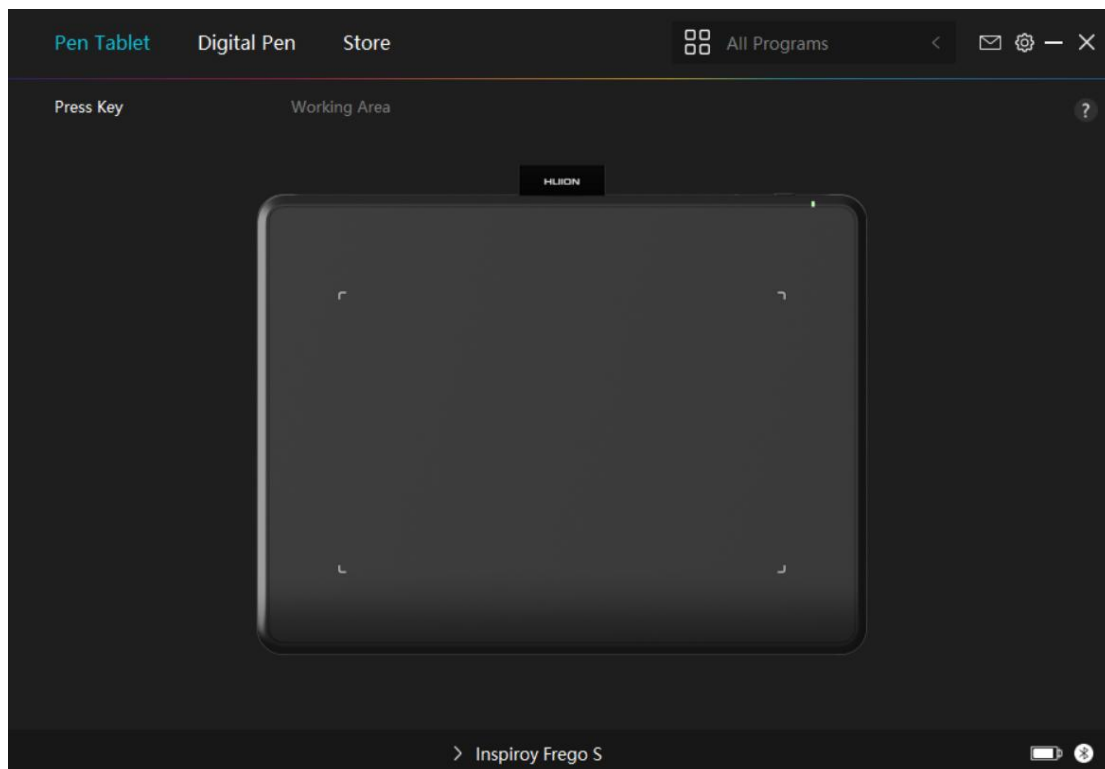 Pen Tablet Digital Pen Store All Programs
Press Key Working Area ?
HUION
Inspiroy Frego S